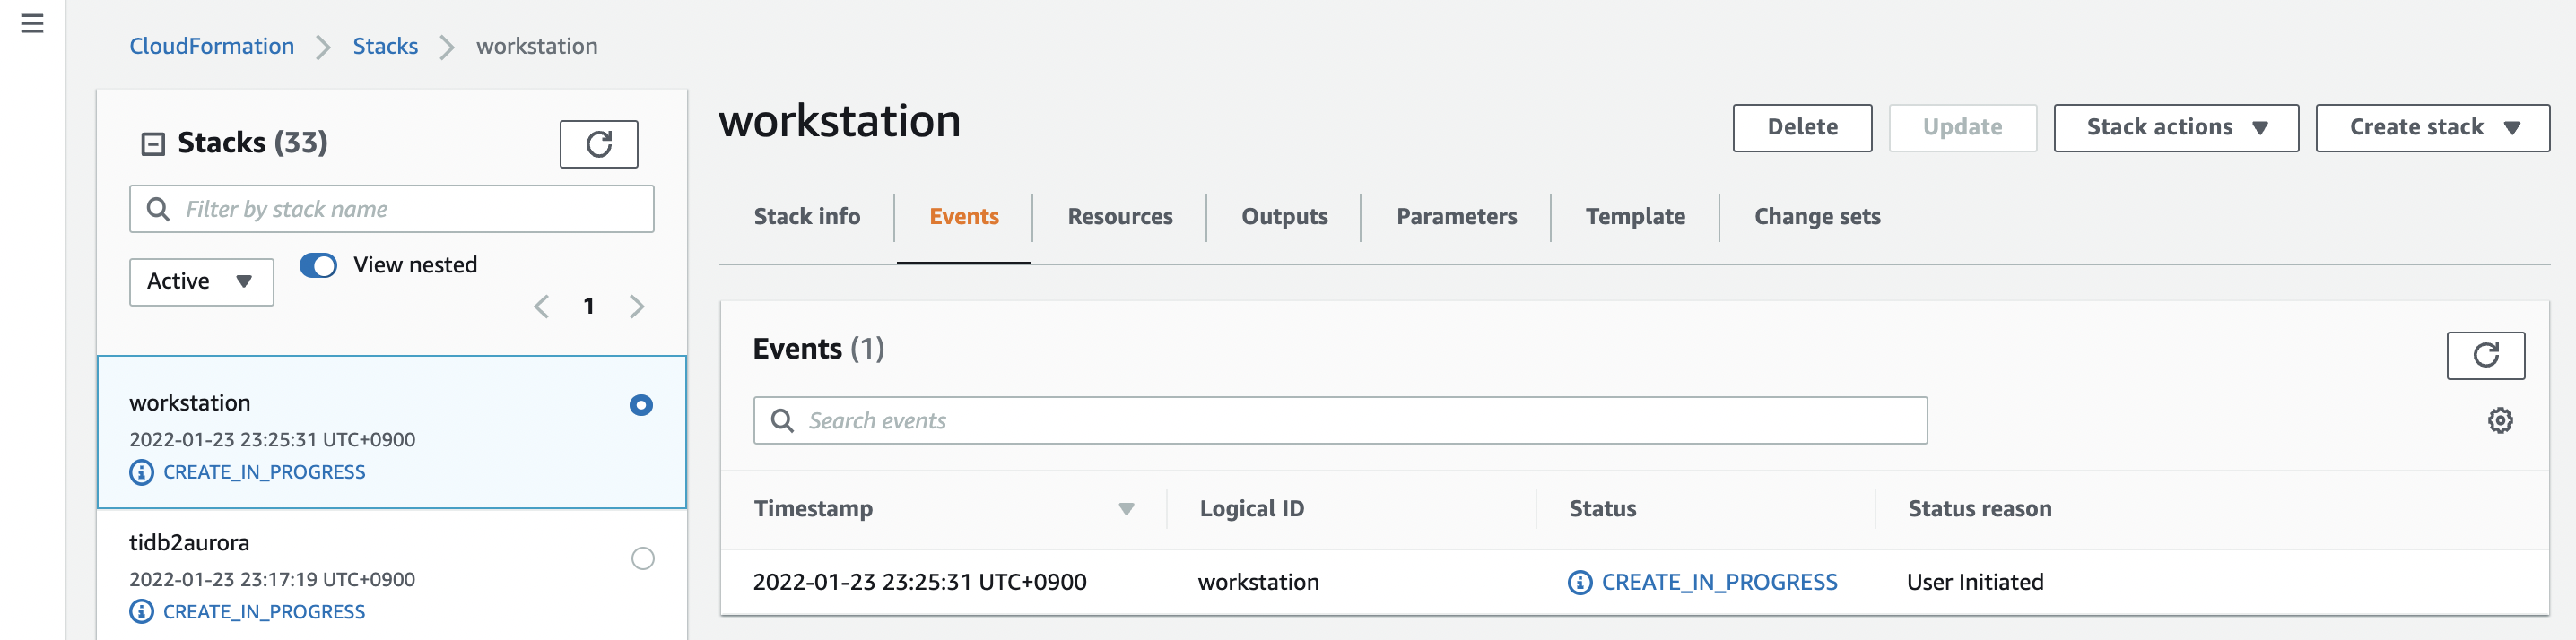 CloudFormation Stacks workstation
Stacks (33)
Filter by stack name
Active View nested
1
workstation
2022-01-23 23:25:31 UTC+0900
CREATE_IN_PROGRESS
tidb2aurora
2022-01-23 23:17:19 UTC+0900
CREATE_IN_PROGRESS
workstation
Delete Update Stack actions Create stack
Stack info Events Resources Outputs Parameters Template Change sets
Events (1)
Search events
Timestamp Logical ID Status Status reason
2022-01-23 23:25:31 UTC+0900 workstation CREATE_IN_PROGRESS User Initiated